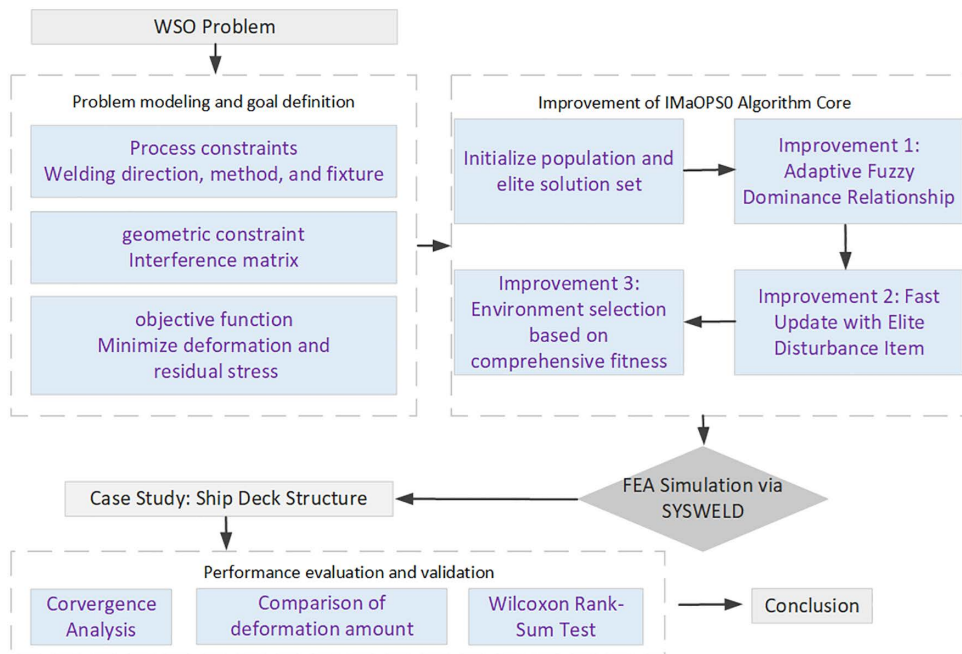 WSO Problem
Problem modeling and goal definition
Process constraints
Welding direction, method, and fixture
geometric constraint
Interference matrix
objective function
Minimize deformation and
residual stress
Improvement of IMaOPS0 Algorithm Core
Initialize population and
elite solution set
Improvement 1:
Adaptive Fuzzy
Dominance Relationship
Improvement 2: Fast
Update with Elite
Disturbance Item
Improvement 3:
Environment selection
based on
comprehensive fitness
FEA Simulation via
SYSWELD
Case Study: Ship Deck Structure
Performance evaluation and validation
Corvergence
Analysis
Comparison of
deformation amount
Wilcoxon Rank-
Sum Test
Conclusion